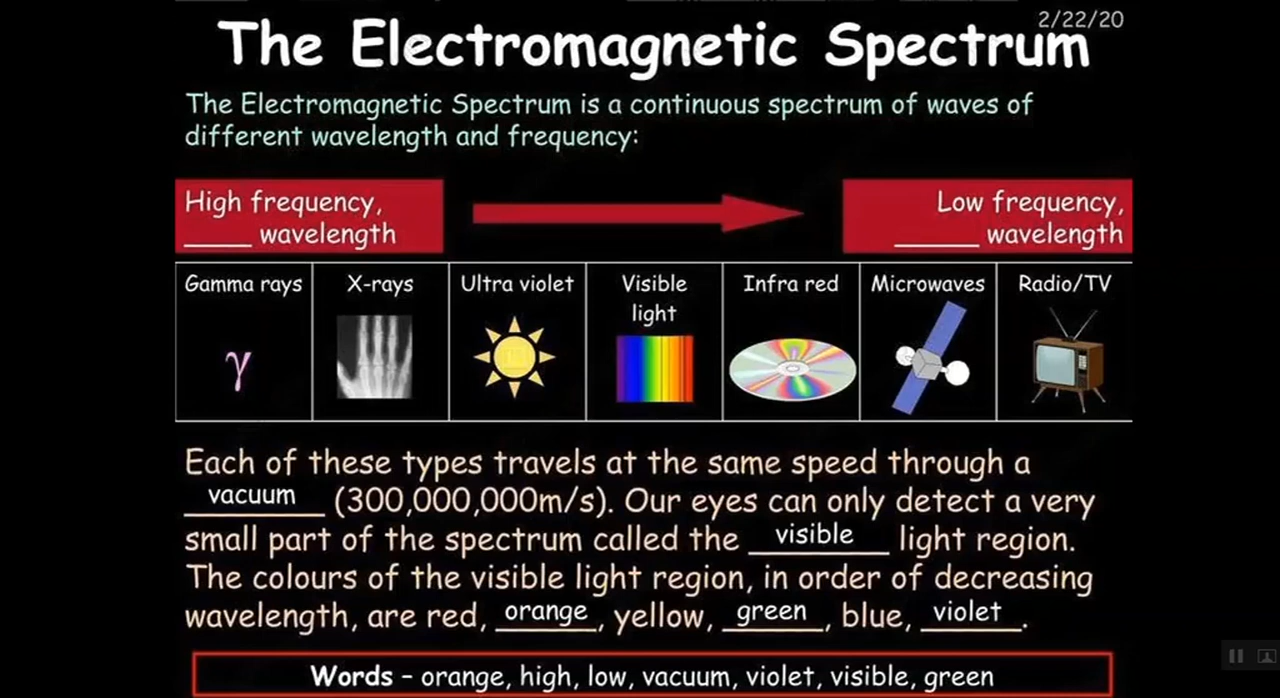 2/22/20
The Electromagnetic Spectrum
The Electromagnetic Spectrum is a continuous spectrum of waves of
different wavelength and frequency:
High frequency,
_____ wavelength
Low frequency,
______ wavelength
Gamma rays
γ
X-rays
Ultra violet
Visible
light
Infra red
Microwaves
Radio/TV
Each of these types travels at the same speed through a
vacuum (300,000,000m/s). Our eyes can only detect a very
small part of the spectrum called the visible light region.
The colours of the visible light region, in order of decreasing
wavelength, are red, orange, yellow, green, blue, violet.
Words – orange, high, low, vacuum, violet, visible, green